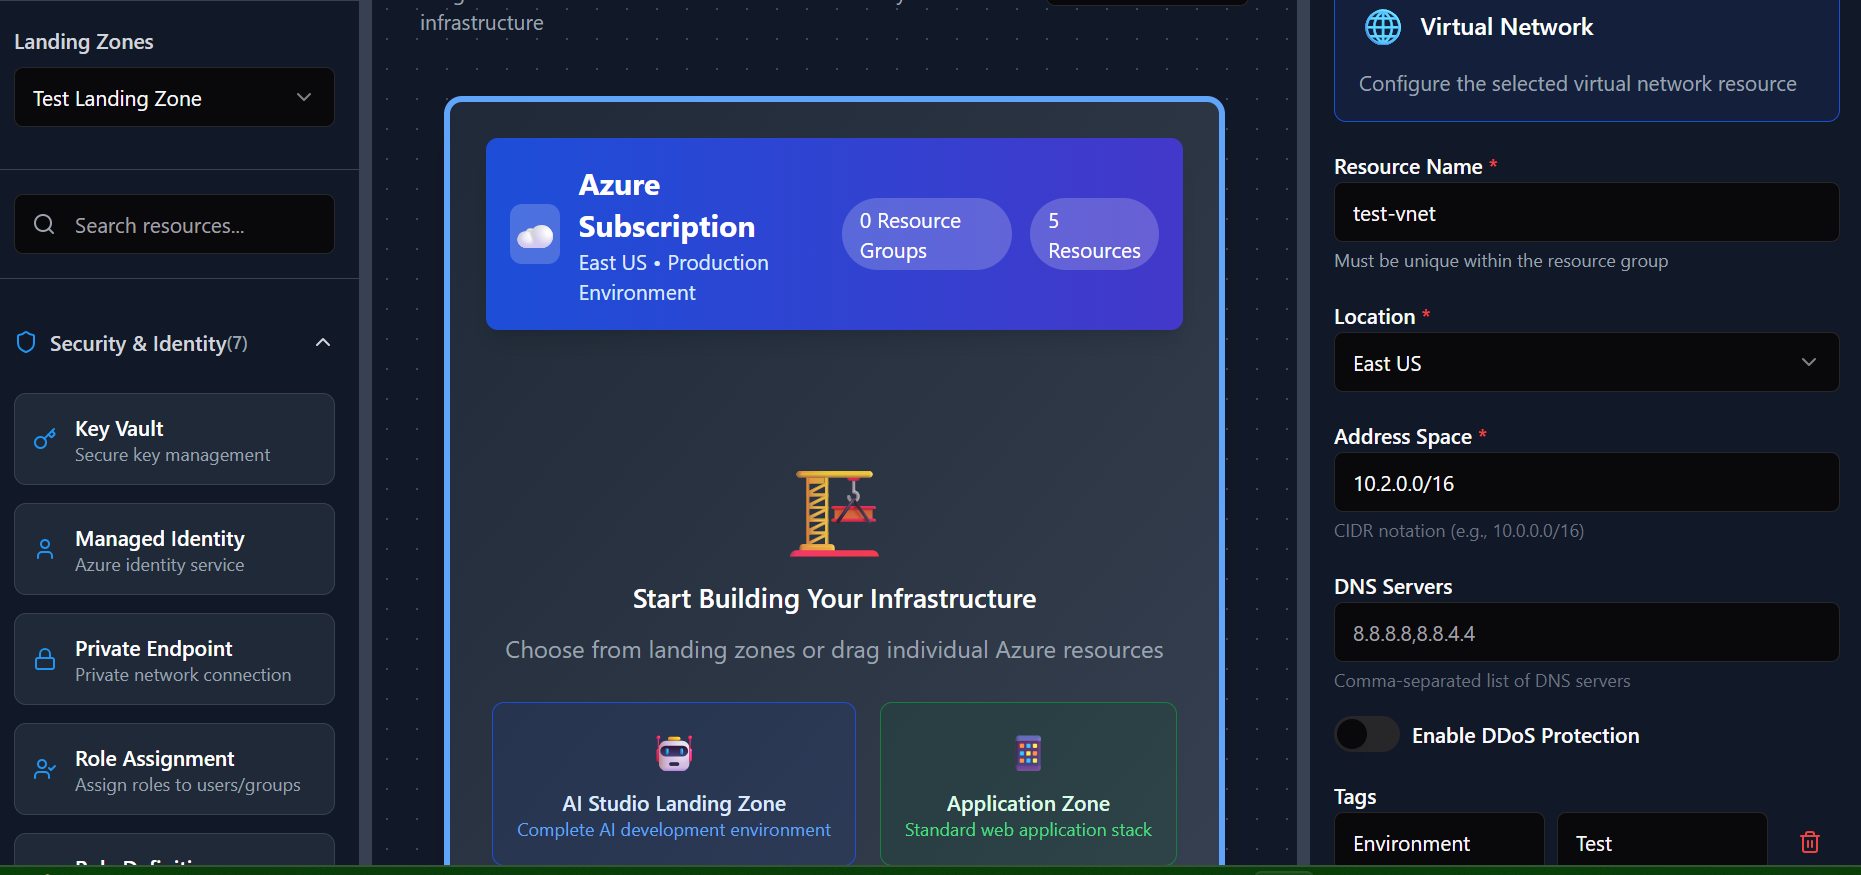 Landing Zones
Test Landing Zone
Search resources...
Security & Identity(7)
Key Vault
Secure key management
Managed Identity
Azure identity service
Private Endpoint
Private network connection
Role Assignment
Assign roles to users/groups
infrastructure
Azure
Subscription
East US • Production
Environment
0 Resource
Groups
5
Resources
Start Building Your Infrastructure
Choose from landing zones or drag individual Azure resources
AI Studio Landing Zone
Complete AI development environment
Application Zone
Standard web application stack
Virtual Network
Configure the selected virtual network resource
Resource Name *
test-vnet
Must be unique within the resource group
Location *
East US
Address Space *
10.2.0.0/16
CIDR notation (e.g., 10.0.0.0/16)
DNS Servers
8.8.8.8,8.8.4.4
Comma-separated list of DNS servers
Enable DDoS Protection
Tags
Environment
Test